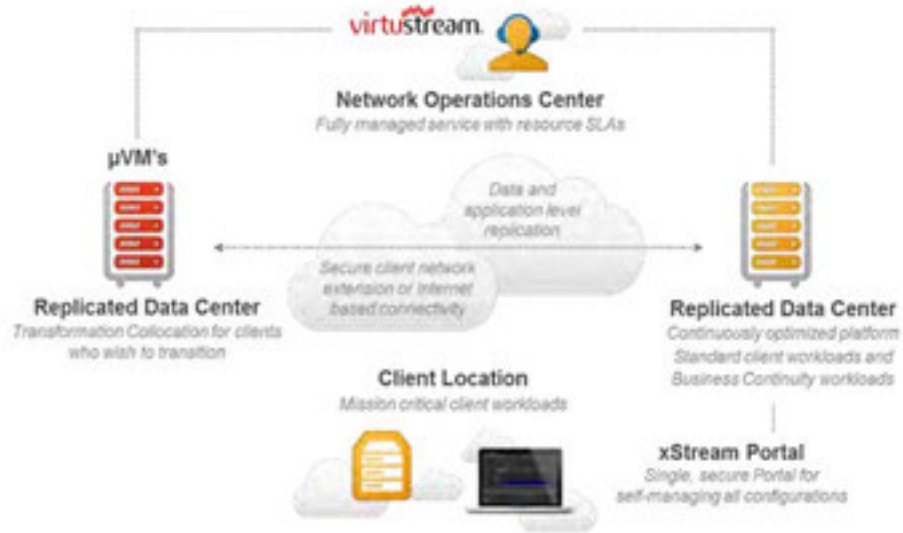 virtustream.
Network Operations Center
Fully managed service with resource SLAs
µVM's
Data and
application level
replication
Secure client network
extension or Internet
based connectivity
Replicated Data Center
Transformation Collocation for clients
who wish to transition
Replicated Data Center
Continuously optimized platform
Standard client workloads and
Business Continuity workloads
Client Location
Mission critical client workloads
xStream Portal
Single, secure Portal for
self-managing all configurations